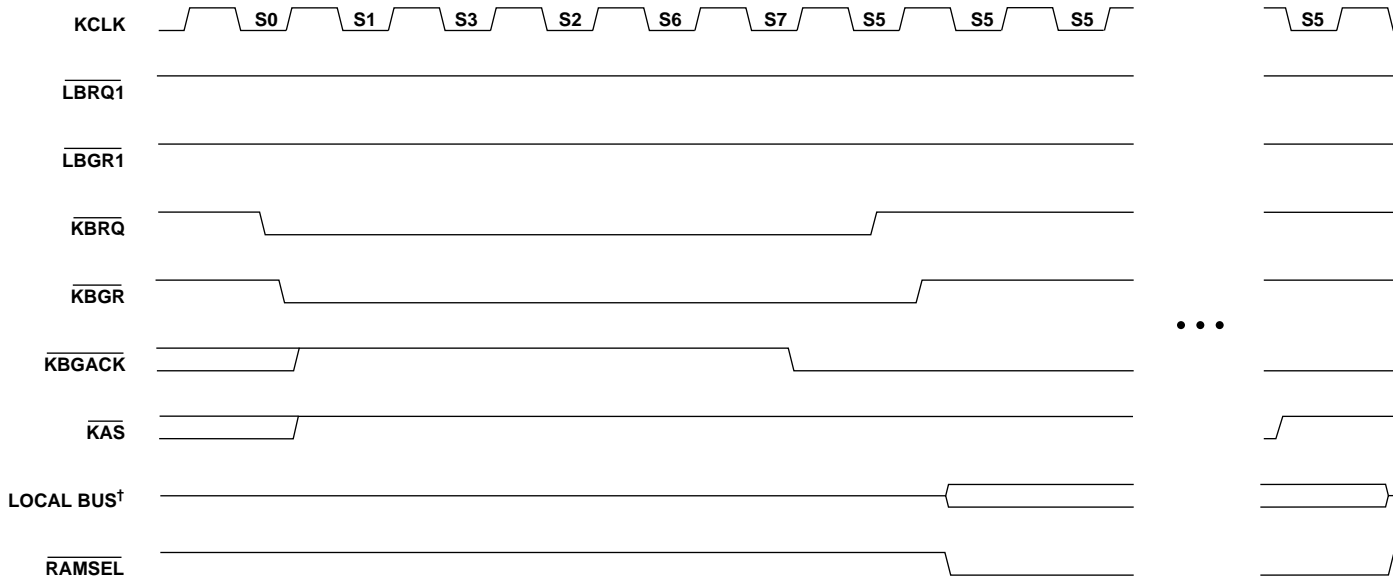 KCLK S0 S1 S3 S2 S6 S7 S5 S5 S5 S5
LBRQ1
LBGR1
KBRQ
KBGR
• • •
KBGACK
KAS
LOCAL BUS†
RAMSEL